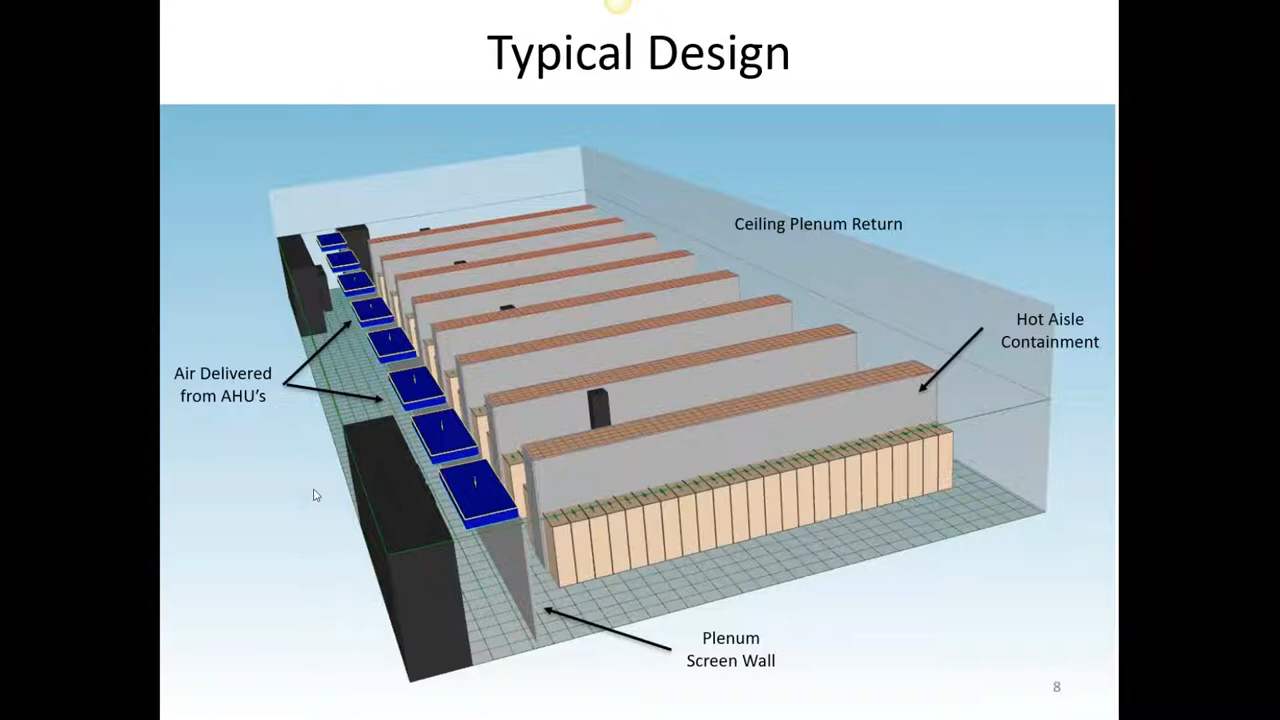 Typical Design
Ceiling Plenum Return
Hot Aisle
Containment
Air Delivered
from AHU's
Plenum
Screen Wall
8